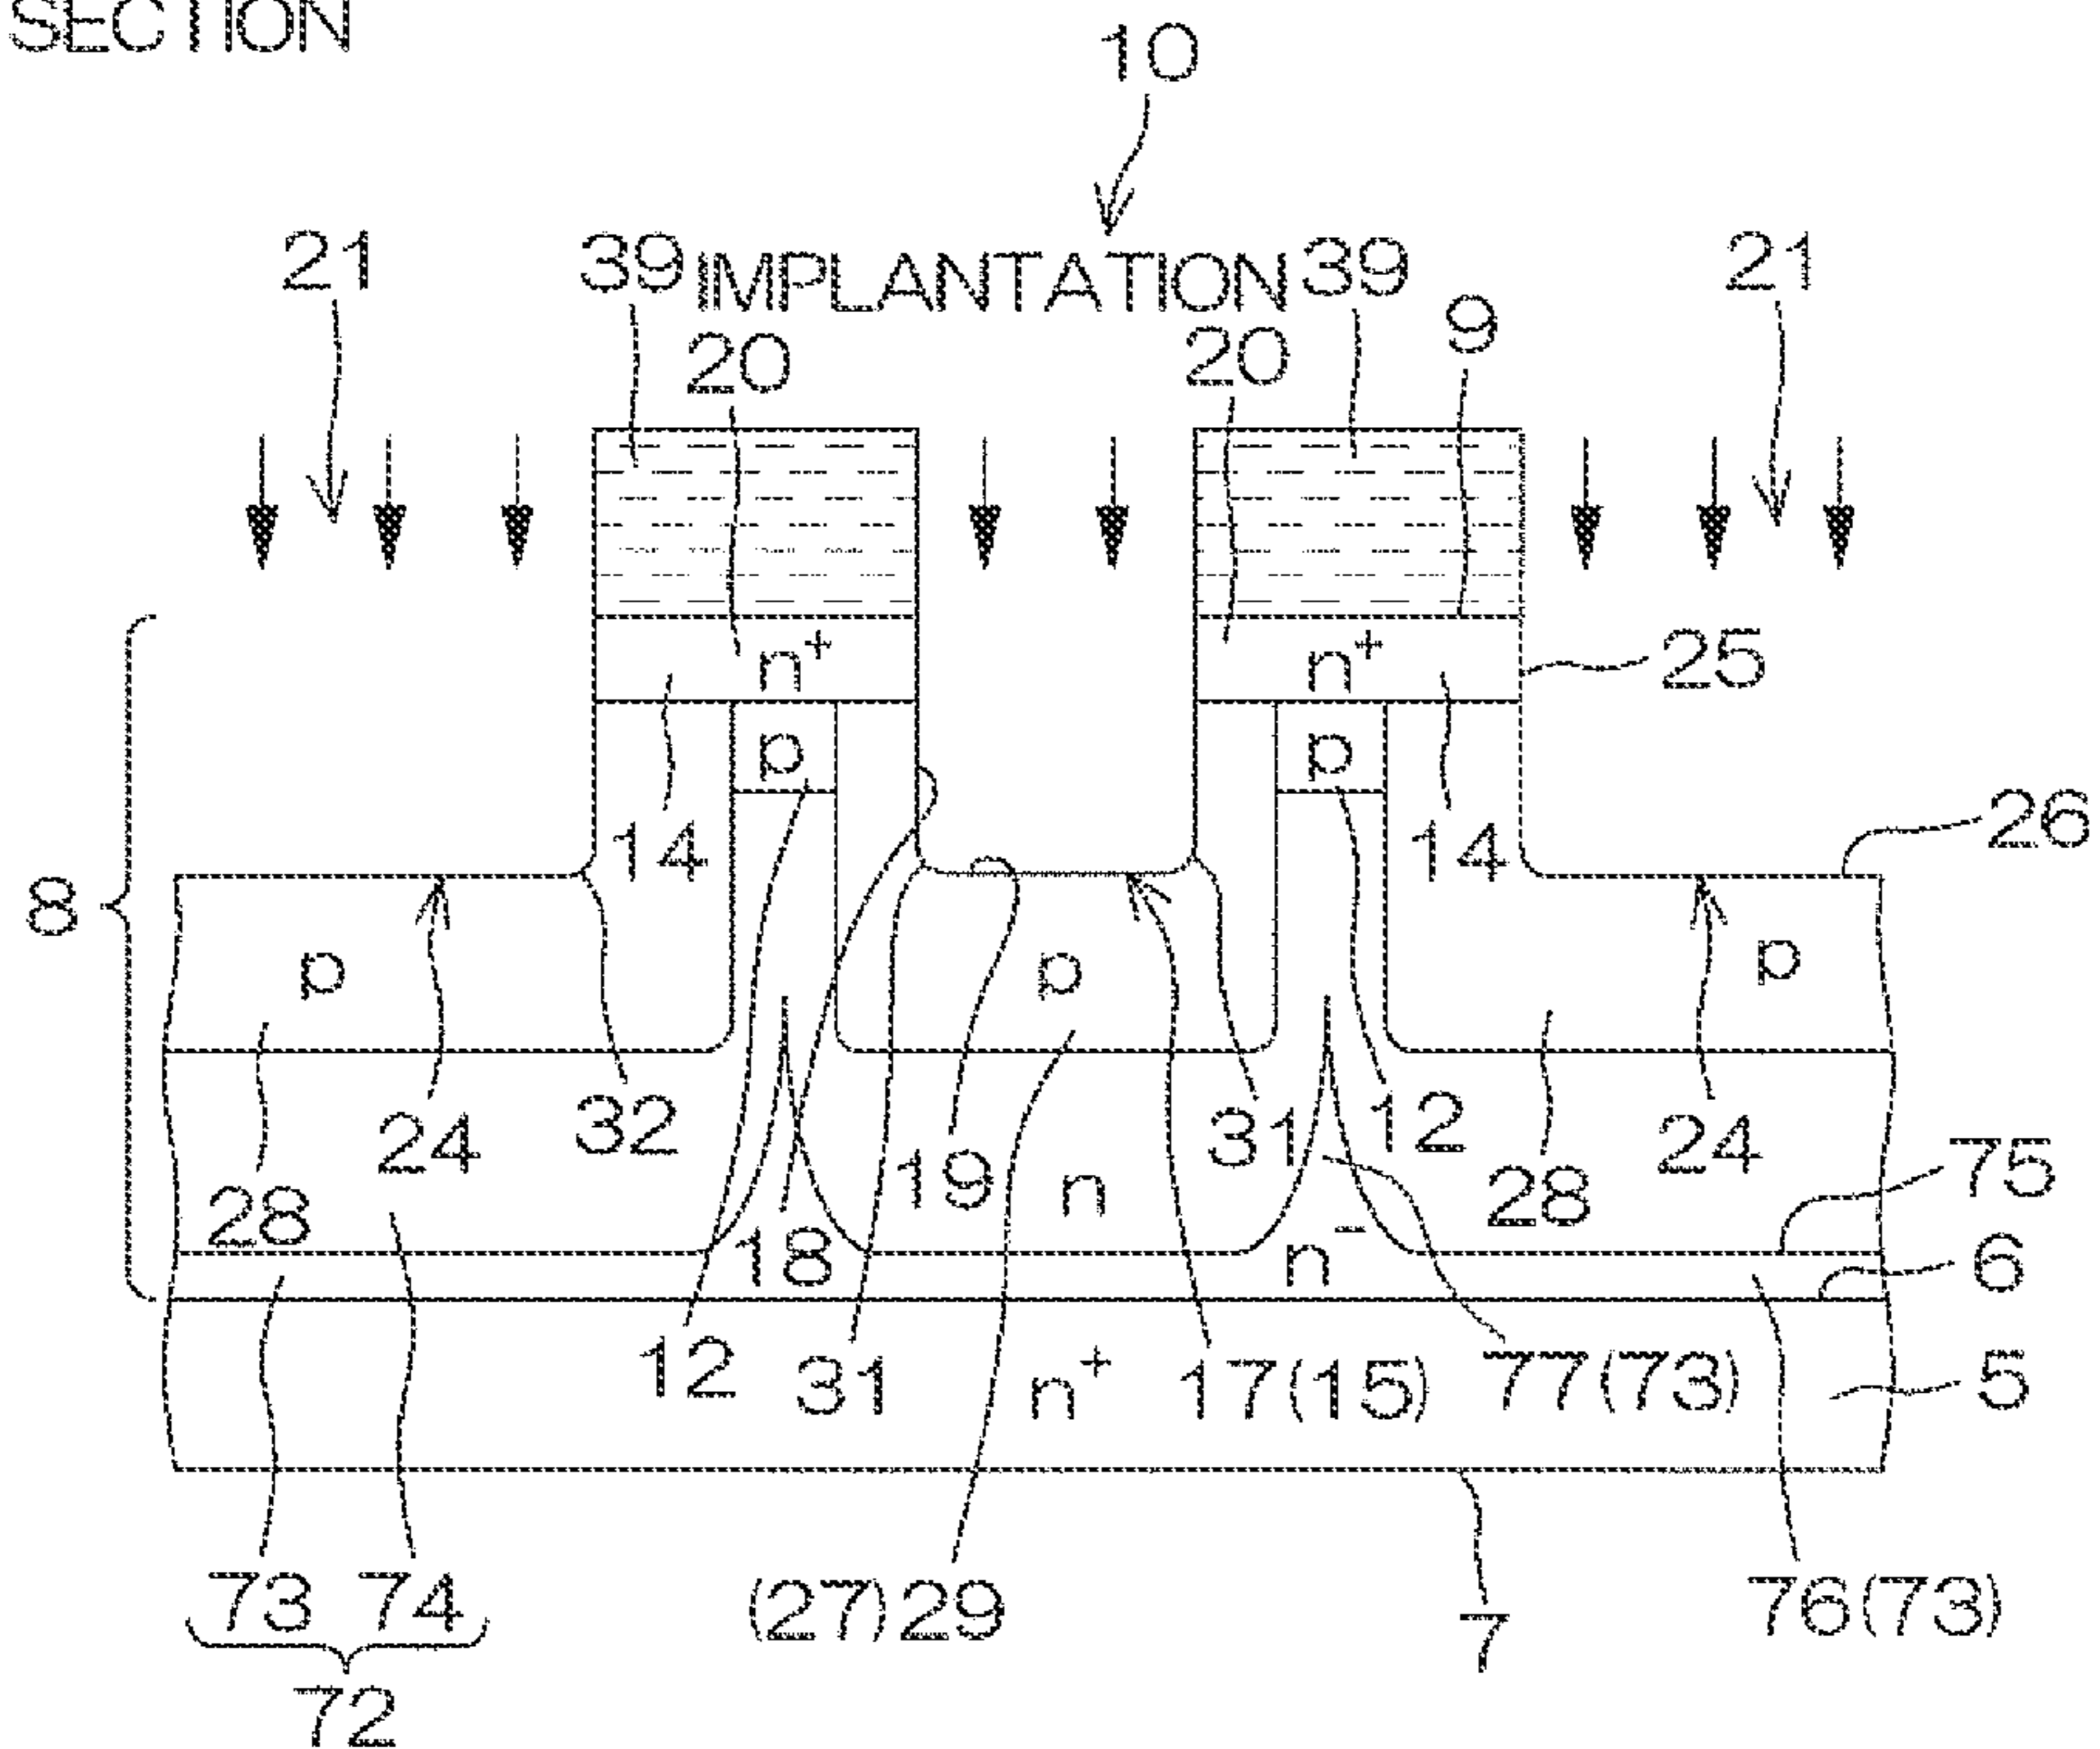 SECTION
10
21 39 IMPLANTATION 39 21
20 20 9
n+ n+ 25
p p
14 14 26
8
p p p
24 32 19 31 12 24
28 18 n n- 28 75
6
12 31 n+ 17(15) 77(73) 5
73 74 (27)29 7 76(73)
72